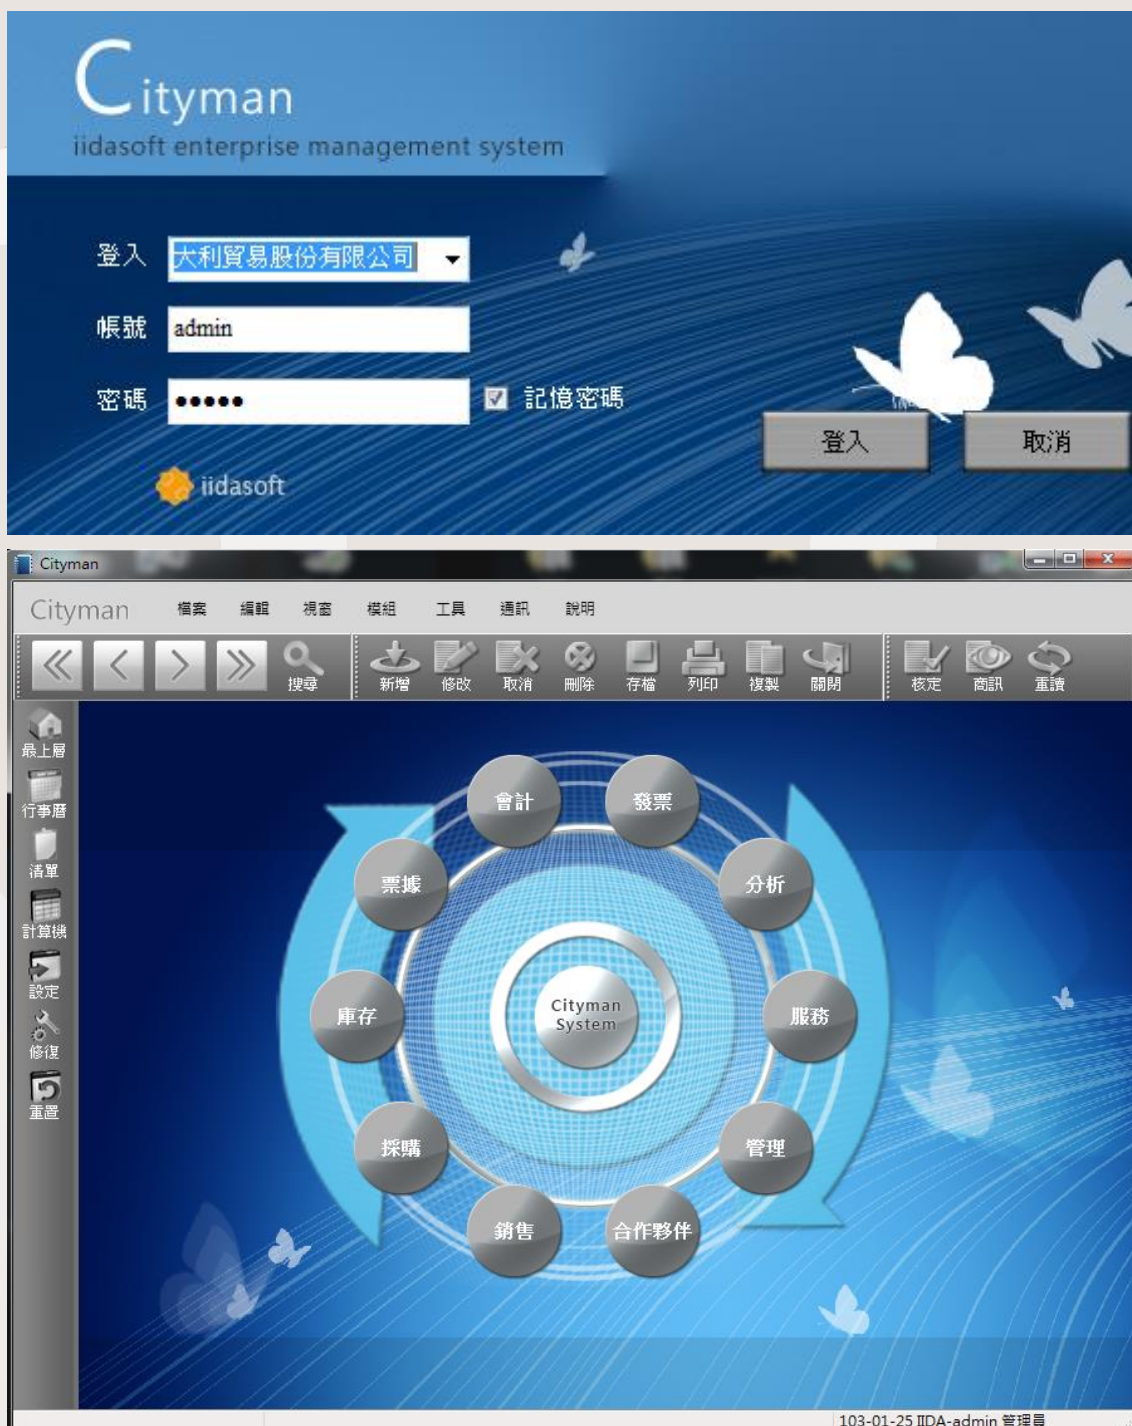 Cityman
iidasoft enterprise management system
登入 大利貿易股份有限公司
帳號 admin
密碼 ●●●●● 記憶密碼
登入 取消
iidasoft
Cityman
Cityman 檔案 編輯 視窗 模組 工具 通訊 說明
搜尋 新增 修改 取消 刪除 存檔 列印 複製 關閉 核定 商訊 重讀
最上層
行事曆
清單
計算機
設定
修復
重置
會計 發票
票據 分析
庫存 Cityman System 服務
採購 管理
銷售 合作夥伴
103-01-25 IIDA-admin 管理員